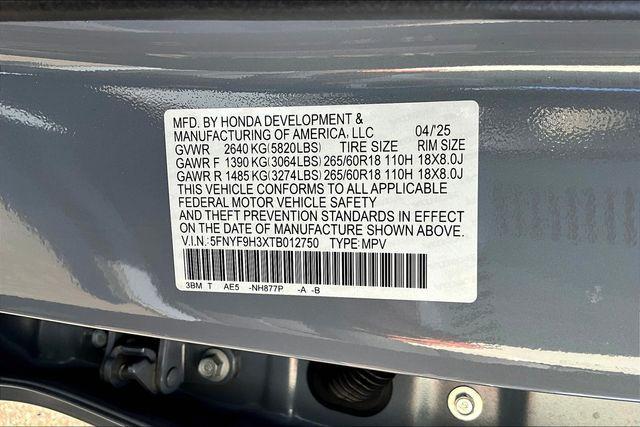 MFD. BY HONDA DEVELOPMENT &
MANUFACTURING OF AMERICA, LLC 04/'25
GVWR 2640 KG(5820LBS) TIRE SIZE RIM SIZE
GAWR F 1390 KG(3064LBS) 265/60R18 110H 18X8.0J
GAWR R 1485 KG(3274LBS) 265/60R18 110H 18X8.0J
THIS VEHICLE CONFORMS TO ALL APPLICABLE
FEDERAL MOTOR VEHICLE SAFETY
AND THEFT PREVENTION STANDARDS IN EFFECT
ON THE DATE OF MANUFACTURE SHOWN ABOVE.
V.I.N.: 5FNYF9H3XTB012750 TYPE: MPV
3BM T AE5 -NH877P -A -B